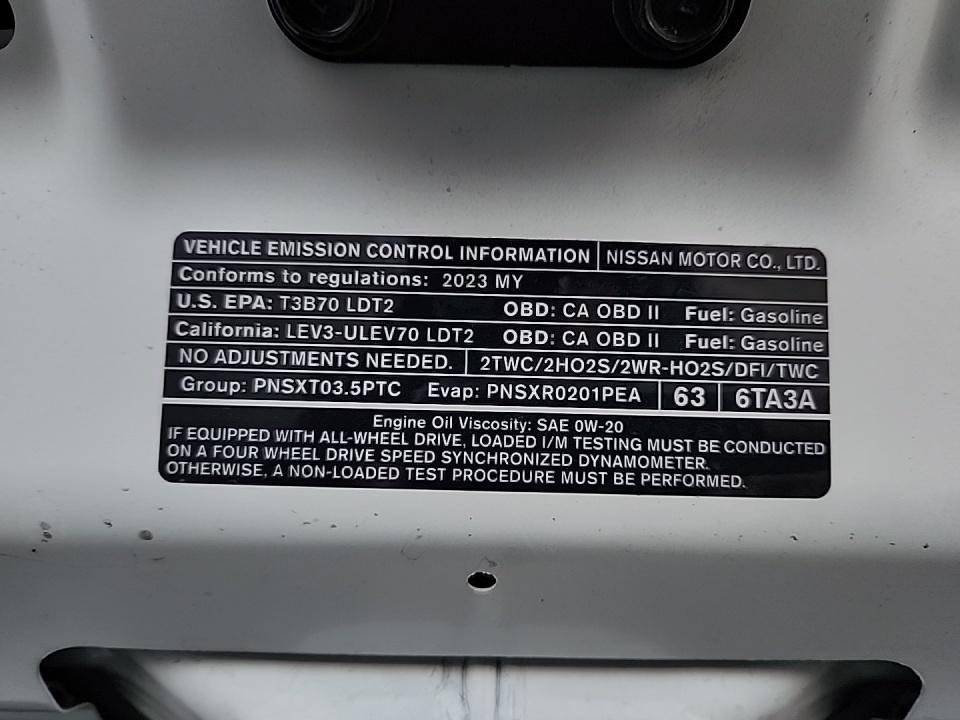 VEHICLE EMISSION CONTROL INFORMATION NISSAN MOTOR CO., LTD.
Conforms to regulations: 2023 MY
U.S. EPA: T3B70 LDT2 OBD: CA OBD II Fuel: Gasoline
California: LEV3-ULEV70 LDT2 OBD: CA OBD II Fuel: Gasoline
NO ADJUSTMENTS NEEDED. 2TWC/2HO2S/2WR-HO2S/DFI/TWC
Group: PNSXT03.5PTC Evap: PNSXR0201PEA 63 6TA3A
Engine Oil Viscosity: SAE 0W-20
IF EQUIPPED WITH ALL-WHEEL DRIVE, LOADED I/M TESTING MUST BE CONDUCTED
ON A FOUR WHEEL DRIVE SPEED SYNCHRONIZED DYNAMOMETER.
OTHERWISE, A NON-LOADED TEST PROCEDURE MUST BE PERFORMED.